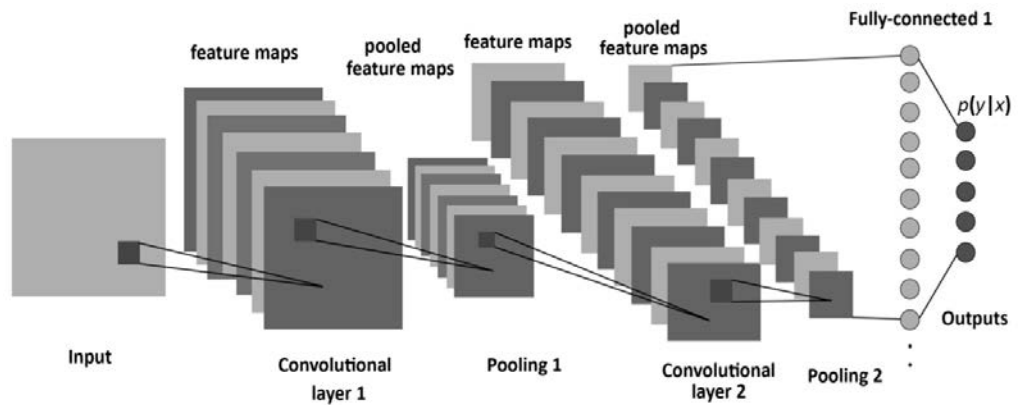 Fully-connected 1
feature maps
pooled
feature maps
feature maps
pooled
feature maps
p(y|x)
Input
Convolutional
layer 1
Pooling 1
Convolutional
layer 2
Pooling 2
Outputs